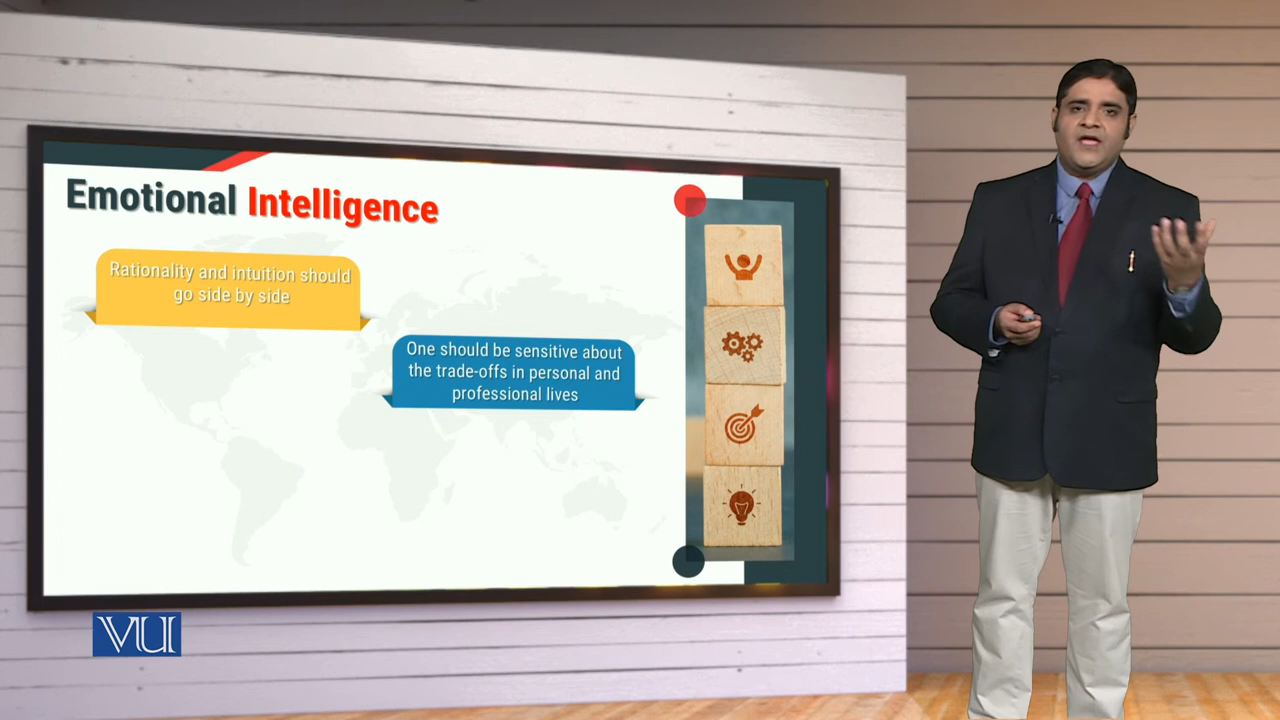 Emotional Intelligence
Rationality and intuition should
go side by side
One should be sensitive about
the trade-offs in personal and
professional lives
VU